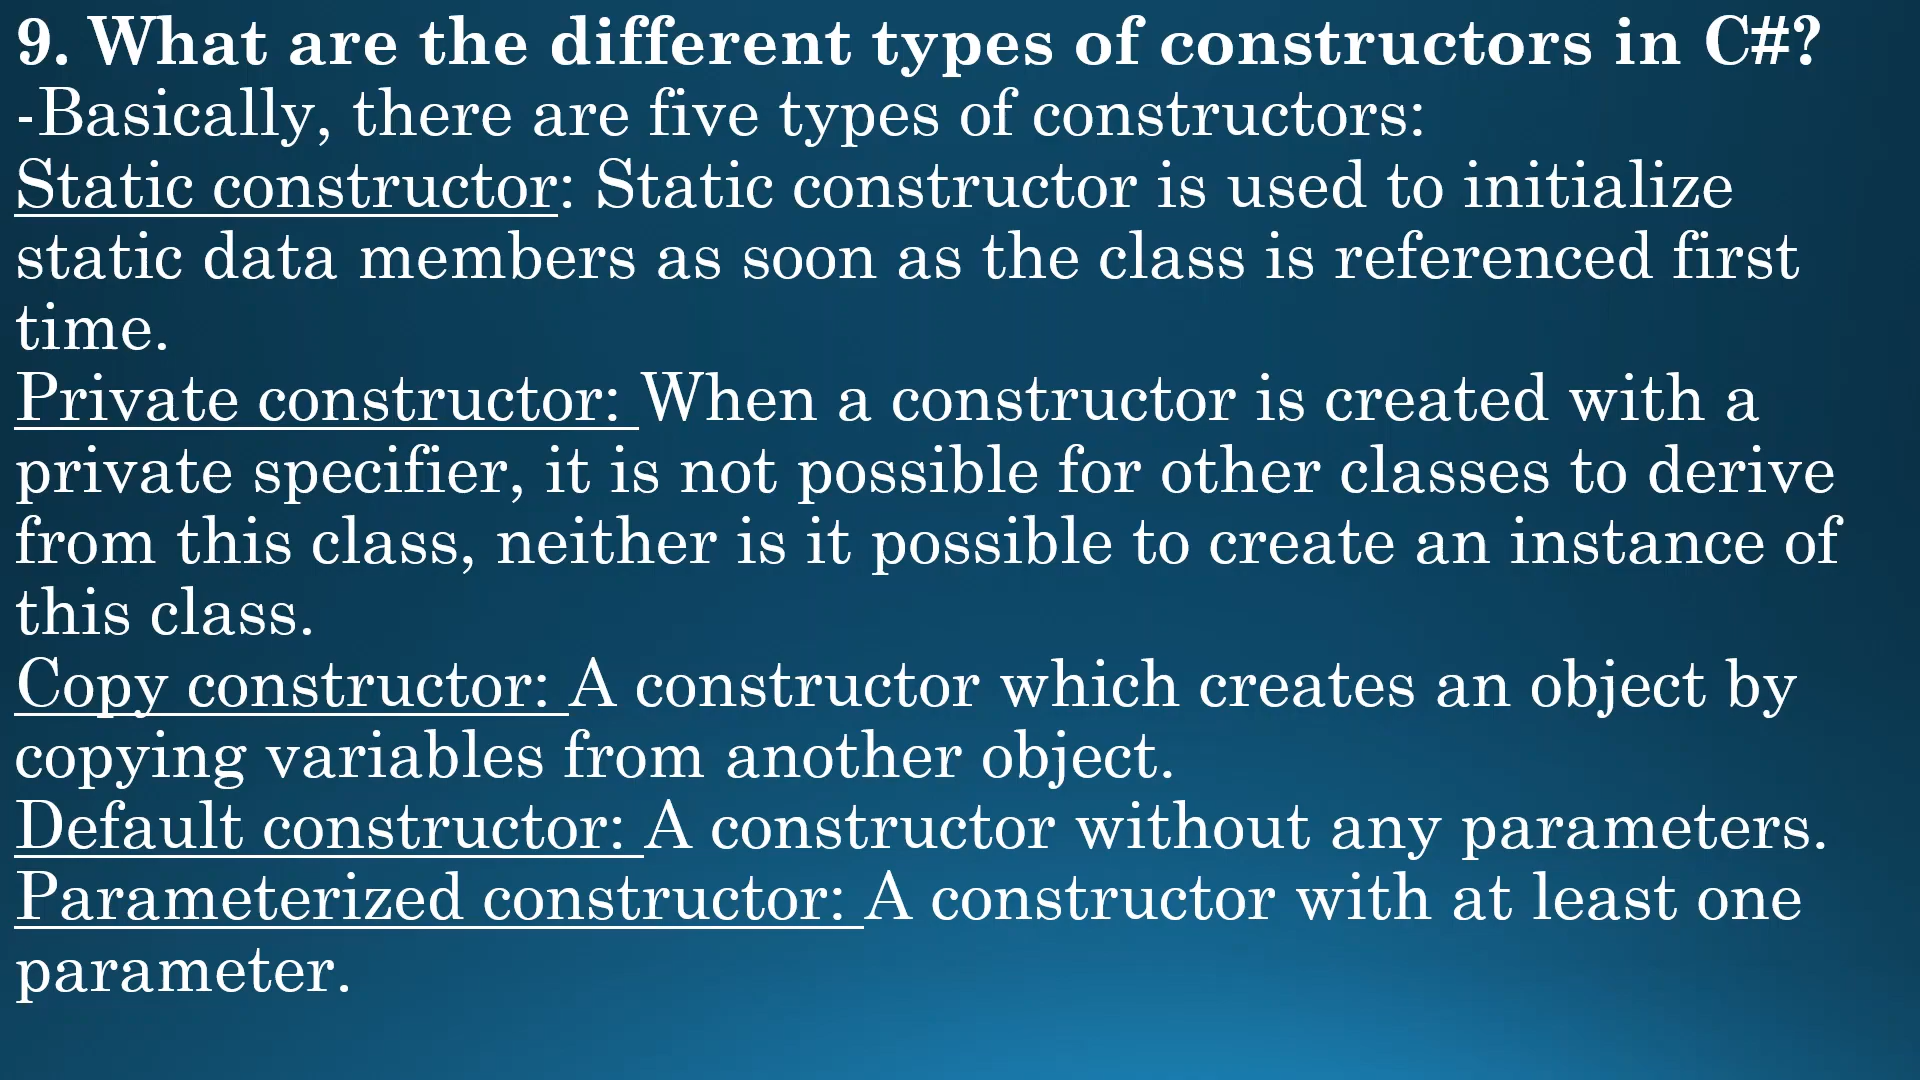 9. What are the different types of constructors in C#?
-Basically, there are five types of constructors:
Static constructor: Static constructor is used to initialize
static data members as soon as the class is referenced first
time.
Private constructor: When a constructor is created with a
private specifier, it is not possible for other classes to derive
from this class, neither is it possible to create an instance of
this class.
Copy constructor: A constructor which creates an object by
copying variables from another object.
Default constructor: A constructor without any parameters.
Parameterized constructor: A constructor with at least one
parameter.